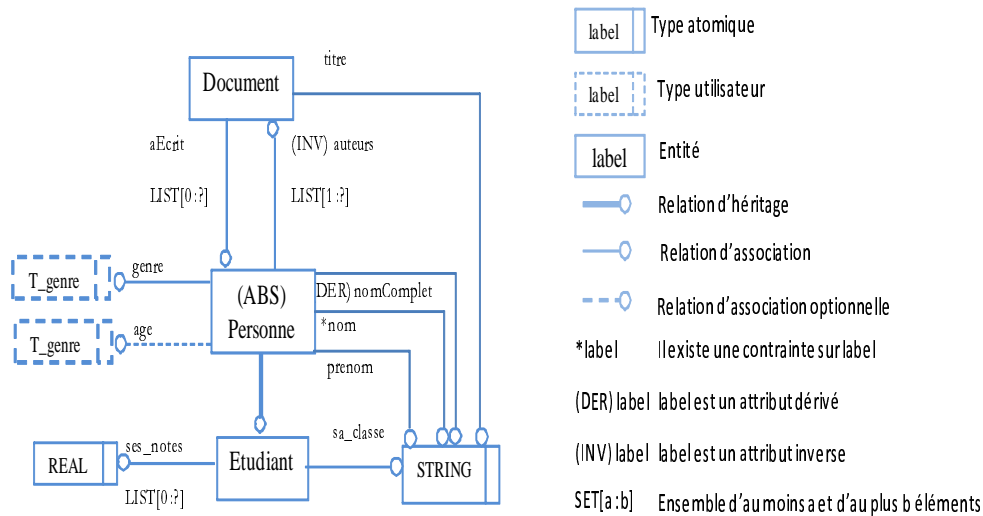 titre
Document
aEcrit
(INV) auteurs
LIST[0 :?]
LIST[1 :?]
genre
T_genre
(ABS)
Personne
DER) nomComplet
*nom
age
T_genre
prenom
sa_classe
ses_notes
REAL
LIST[0 :?]
Etudiant
STRING
label Type atomique
label Type utilisateur
label Entité
Relation d'héritage
Relation d'association
Relation d'association optionnelle
*label Il existe une contrainte sur label
(DER) label label est un attribut dérivé
(INV) label label est un attribut inverse
SET[a:b] Ensemble d'au moins a et d'au plus b éléments